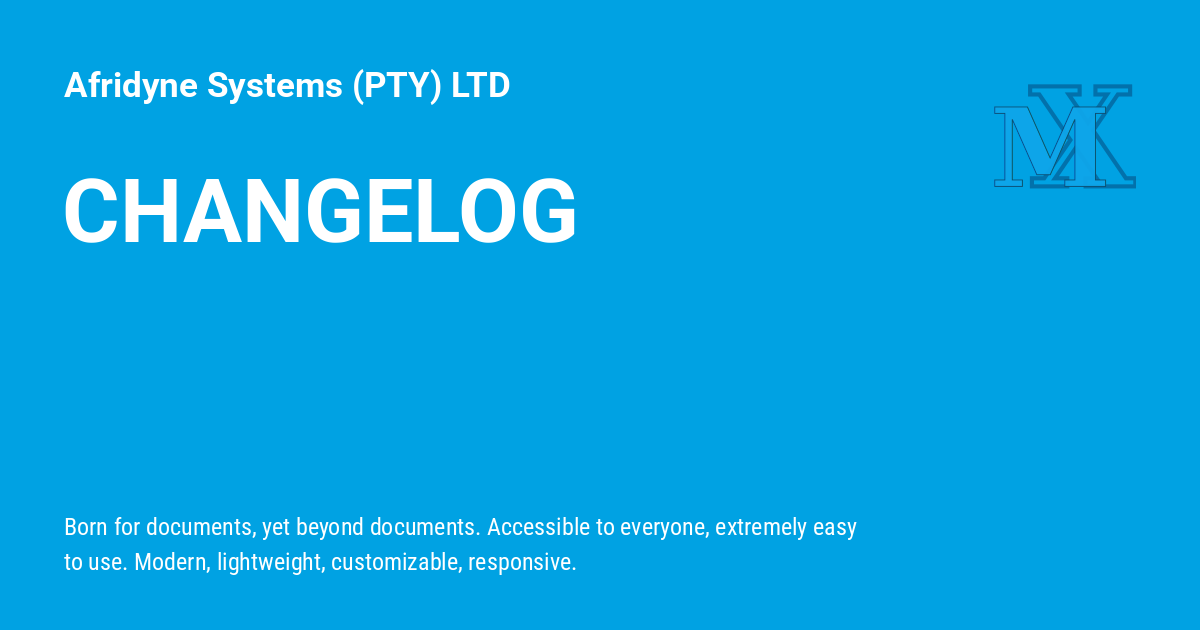 Afridyne Systems (PTY) LTD
MX
CHANGELOG
Born for documents, yet beyond documents. Accessible to everyone, extremely easy
to use. Modern, lightweight, customizable, responsive.